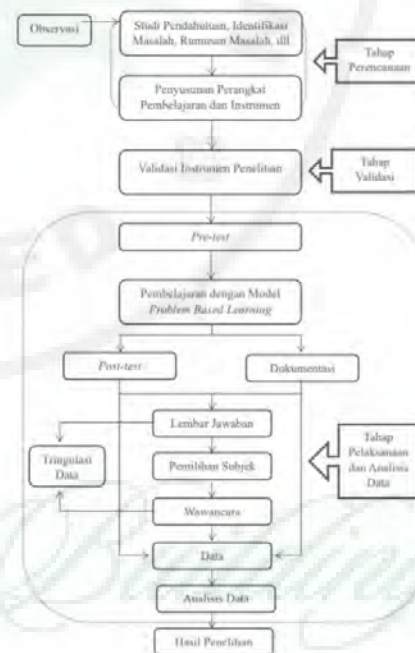 Observasi
Studi Pendahuluan, Identifikasi
Masalah, Rumusan Masalah, dll
Tahap
Perencanaan
Penyusunan Perangkat
Pembelajaran dan Instrumen
Validasi Instrumen Penelitian
Tahap
Validasi
Pre-test
Pembelajaran dengan Model
Problem Based Learning
Post-test
Dokumentasi
Lembar Jawaban
Tringulasi
Data
Pemilihan Subjek
Tahap
Pelaksanaan
dan Analisis
Data
Wawancara
Data
Analisis Data
Hasil Penelitian